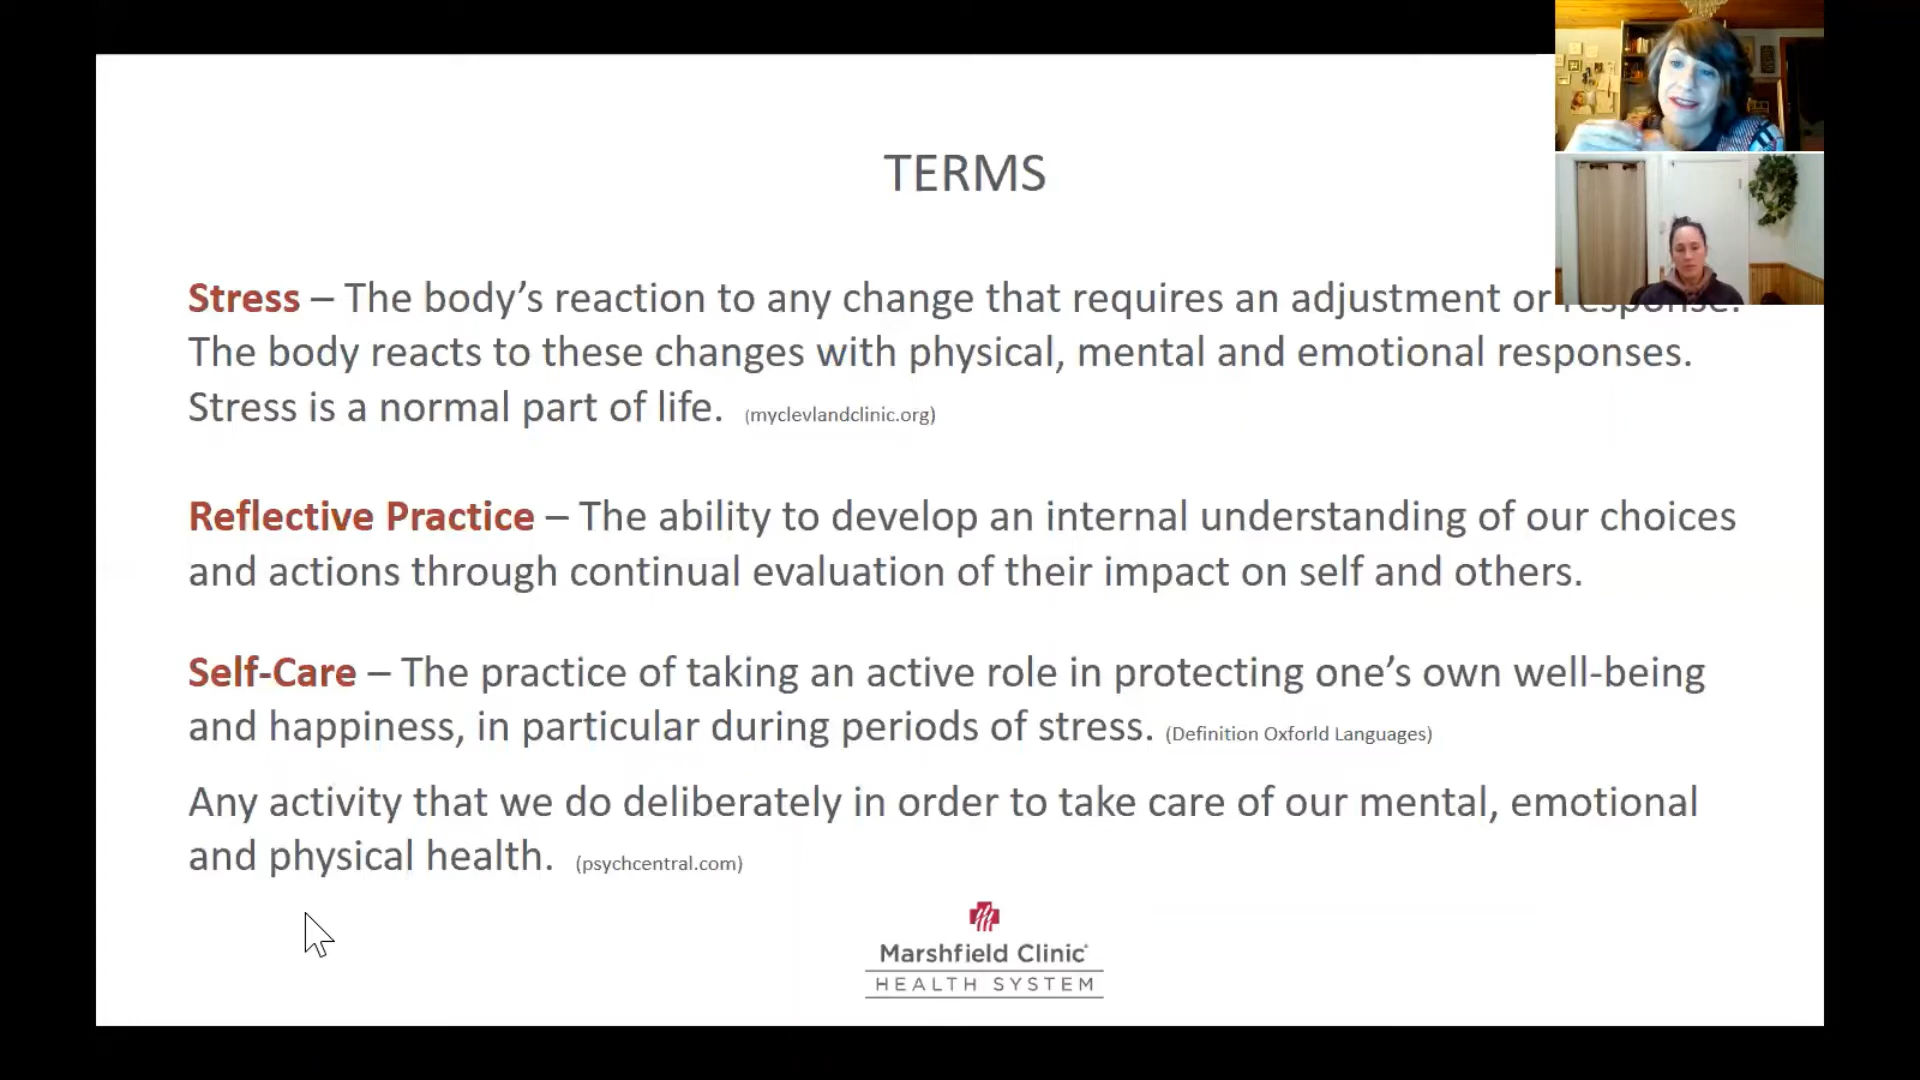 TERMS
Stress – The body’s reaction to any change that requires an adjustment or response.
The body reacts to these changes with physical, mental and emotional responses.
Stress is a normal part of life. (myclevlandclinic.org)
Reflective Practice – The ability to develop an internal understanding of our choices
and actions through continual evaluation of their impact on self and others.
Self-Care – The practice of taking an active role in protecting one’s own well-being
and happiness, in particular during periods of stress. (Definition Oxforld Languages)
Any activity that we do deliberately in order to take care of our mental, emotional
and physical health. (psychcentral.com)
Marshfield Clinic
HEALTH SYSTEM